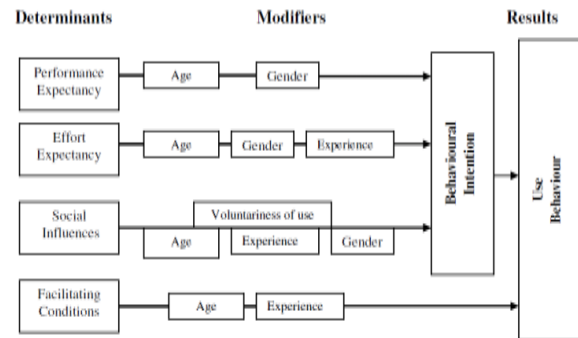 Determinants Modifiers Results
Performance
Expectancy
Age
Gender
Effort
Expectancy
Age
Gender
Experience
Social
Influences
Voluntariness of use
Age
Experience
Gender
Facilitating
Conditions
Age
Experience
Behavioural
Intention
Use
Behaviour